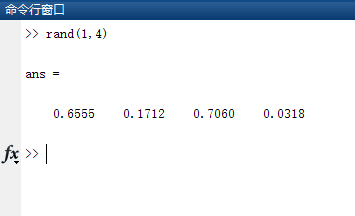 命令行窗口
>> rand(1,4)
ans =
0.6555 0.1712 0.7060 0.0318
fx >>